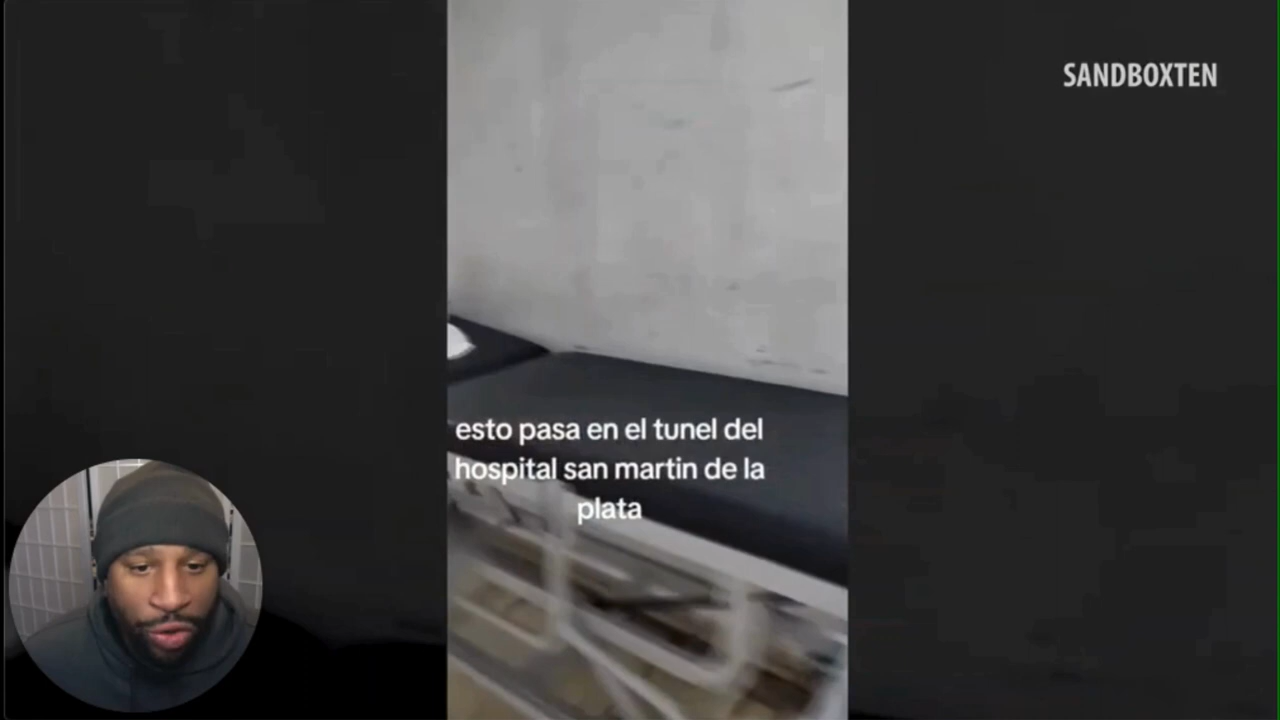 SANDBOXTEN
esto pasa en el tunel del
hospital san martin de la
plata